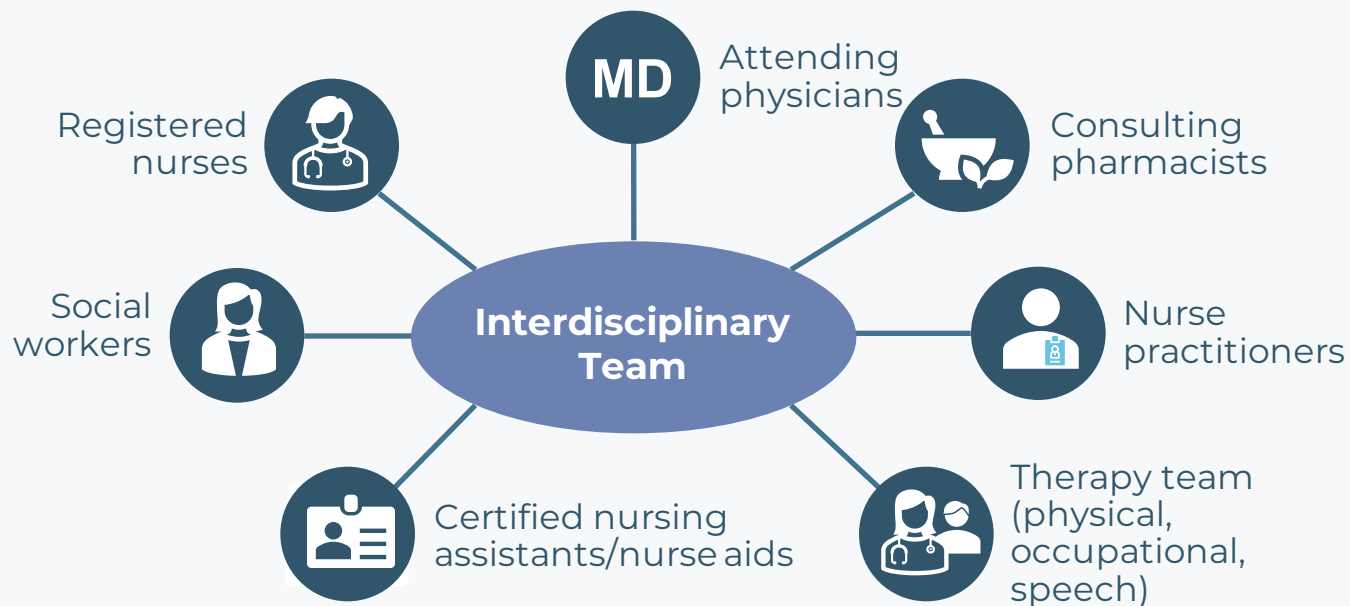 MD
Attending
physicians
Registered
nurses
Consulting
pharmacists
Social
workers
Interdisciplinary
Team
Nurse
practitioners
Certified nursing
assistants/nurse aids
Therapy team
(physical,
occupational,
speech)